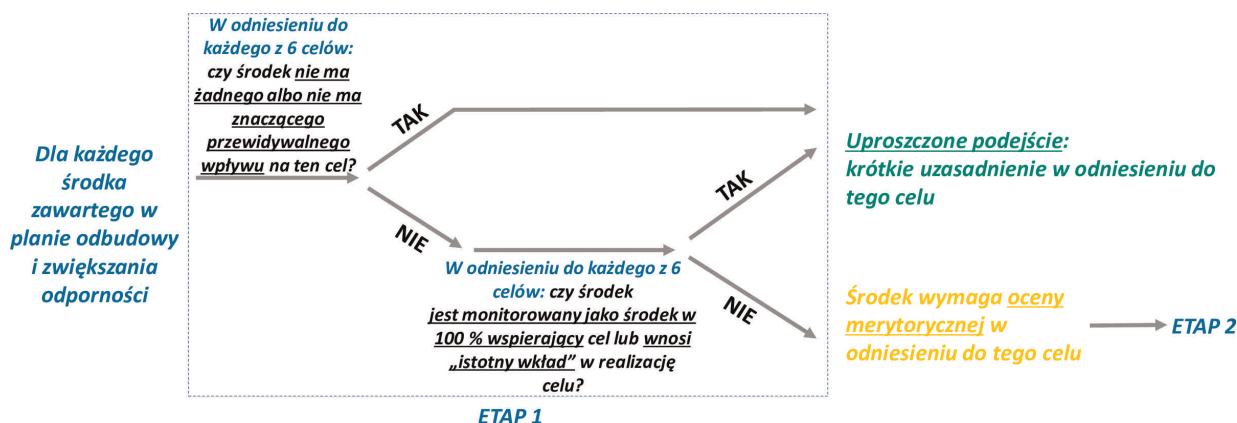 Dla każdego
środka
zawartego w
planie odbudowy
i zwiększania
odporności
W odniesieniu do
każdego z 6 celów:
czy środek nie ma
żadnego albo nie ma
znaczącego
przewidywalnego
wpływu na ten cel?
TAK
NIE
W odniesieniu do każdego z 6
celów: czy środek
jest monitorowany jako środek w
100 % wspierający cel lub wnosi
„istotny wkład” w realizację
celu?
TAK
NIE
Uproszczone podejście:
krótkie uzasadnienie w odniesieniu do
tego celu
Środek wymaga oceny
merytorycznej w
odniesieniu do tego celu
ETAP 2
ETAP 1